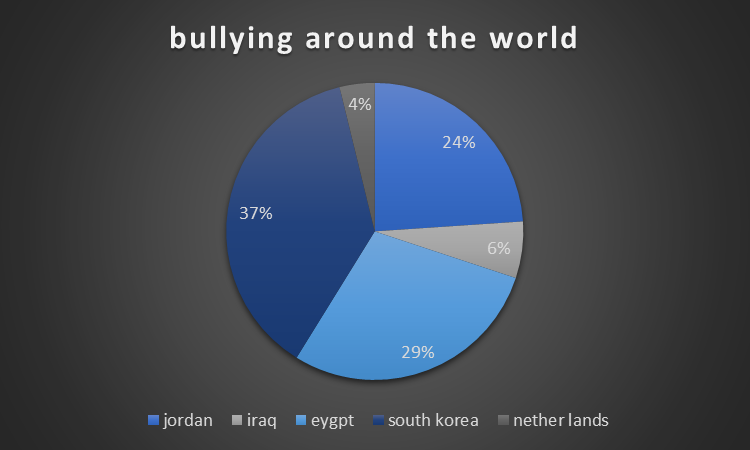 bullying around the world
4%
24%
37%
6%
29%
jordan iraq eygpt south korea nether lands